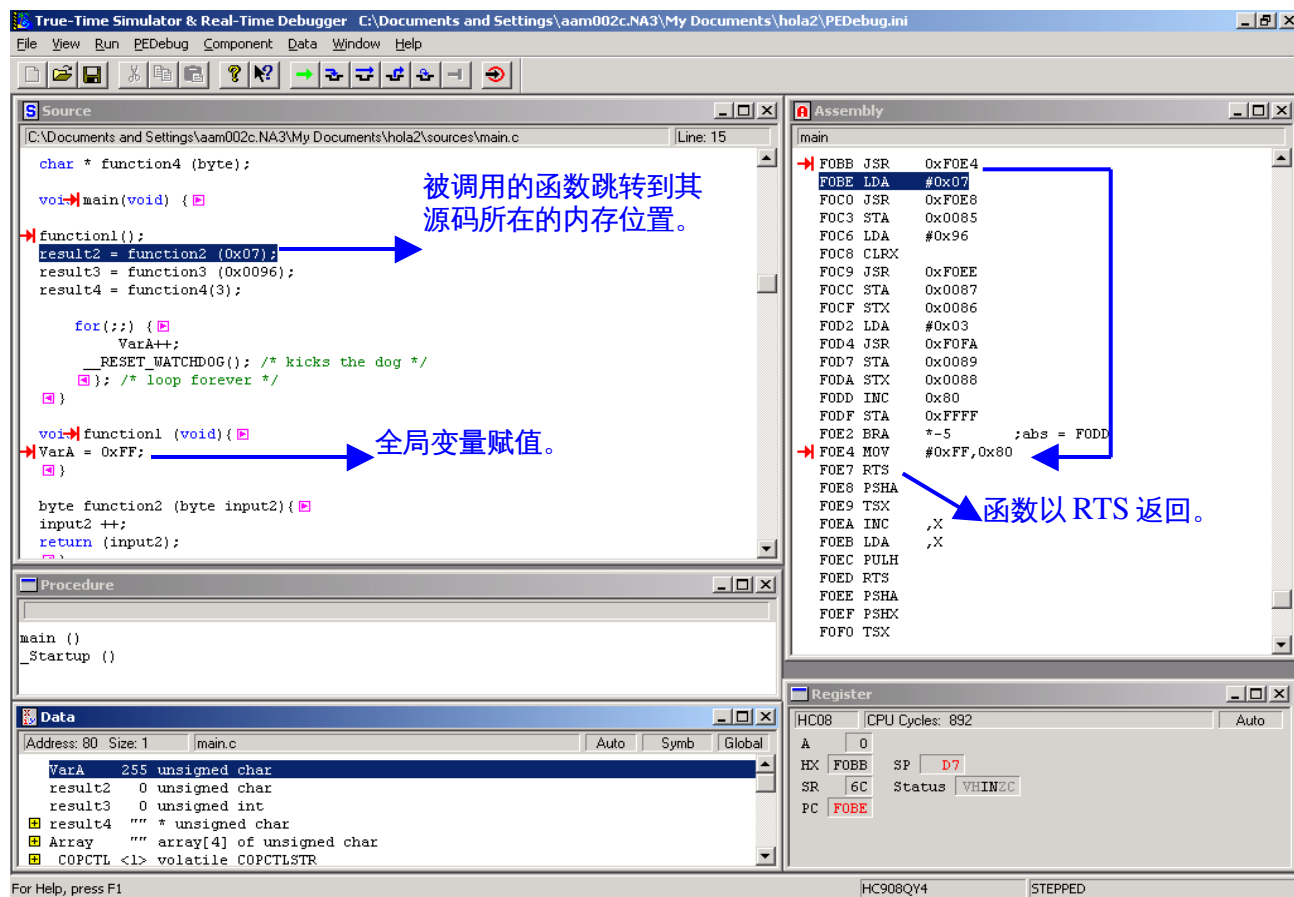 True-Time Simulator & Real-Time Debugger C:\Documents and Settings\aam002c.NA3\My Documents\hola2\PEDebug.ini
File View Run PEDebug Component Data Window Help
Source
C:\Documents and Settings\aam002c.NA3\My Documents\hola2\sources\main.c Line: 15
char * function4 (byte);
voi main(void) {
function1();
result2 = function2 (0x07);
result3 = function3 (0x0096);
result4 = function4(3);
for(;;) {
VarA++;
__RESET_WATCHDOG(); /* kicks the dog */
}; /* loop forever */
}
voi function1 (void){
VarA = 0xFF;
}
byte function2 (byte input2){
input2 ++;
return (input2);
被调用的函数跳转到其
源码所在的内存位置。
全局变量赋值。
Assembly
main
F0BB JSR 0xF0E4
F0BE LDA #0x07
F0C0 JSR 0xF0E8
F0C3 STA 0x0085
F0C6 LDA #0x96
F0C8 CLRX
F0C9 JSR 0xF0EE
F0CC STA 0x0087
F0CF STX 0x0086
F0D2 LDA #0x03
F0D4 JSR 0xF0FA
F0D7 STA 0x0089
F0DA STX 0x0088
F0DD INC 0x80
F0DF STA 0xFFFF
F0E2 BRA *-5 ;abs = F0DD
F0E4 MOV #0xFF,0x80
F0E7 RTS
F0E8 PSHA
F0E9 TSX
F0EA INC ,X
F0EB LDA ,X
F0EC PULH
F0ED RTS
F0EE PSHA
F0EF PSHX
F0F0 TSX
函数以 RTS 返回。
Procedure
main ()
_Startup ()
Data
Address: 80 Size: 1 main.c Auto Symb Global
VarA 255 unsigned char
result2 0 unsigned char
result3 0 unsigned int
result4 "" * unsigned char
Array "" array[4] of unsigned char
COPCTL <1> volatile COPCTLSTR
Register
HC08 CPU Cycles: 892 Auto
A 0
HX F0BB SP D7
SR 6C Status VHINZC
PC F0BE
For Help, press F1 HC908QY4 STEPPED